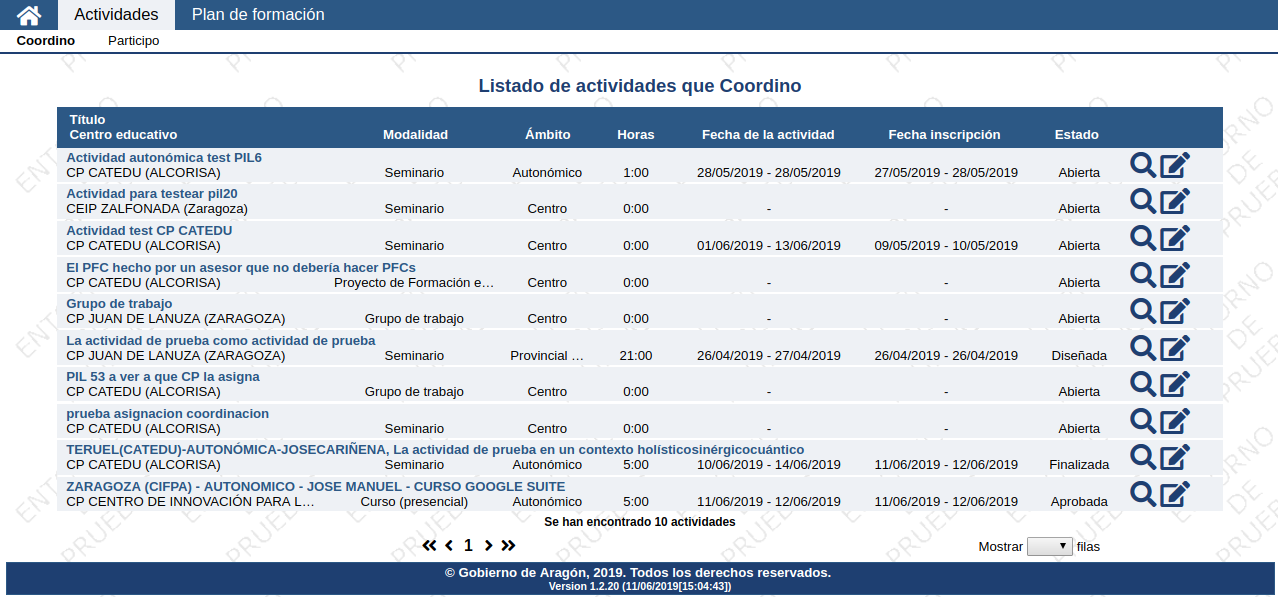 Actividades Plan de formación
Coordino Participo
Listado de actividades que Coordino
Título
Centro educativo Modalidad Ámbito Horas Fecha de la actividad Fecha inscripción Estado
Actividad autonómica test PIL6
CP CATEDU (ALCORISA) Seminario Autonómico 1:00 28/05/2019 - 28/05/2019 27/05/2019 - 28/05/2019 Abierta
Actividad para testear pil20
CEIP ZALFONADA (Zaragoza) Seminario Centro 0:00 - - Abierta
Actividad test CP CATEDU
CP CATEDU (ALCORISA) Seminario Centro 0:00 01/06/2019 - 13/06/2019 09/05/2019 - 10/05/2019 Abierta
El PFC hecho por un asesor que no debería hacer PFCs
CP CATEDU (ALCORISA) Proyecto de Formación e… Centro 0:00 - - Abierta
Grupo de trabajo
CP JUAN DE LANUZA (ZARAGOZA) Grupo de trabajo Centro 0:00 - - Abierta
La actividad de prueba como actividad de prueba
CP JUAN DE LANUZA (ZARAGOZA) Seminario Provincial … 21:00 26/04/2019 - 27/04/2019 26/04/2019 - 26/04/2019 Diseñada
PIL 53 a ver a que CP la asigna
CP CATEDU (ALCORISA) Grupo de trabajo Centro 0:00 - - Abierta
prueba asignacion coordinacion
CP CATEDU (ALCORISA) Seminario Centro 0:00 - - Abierta
TERUEL(CATEDU)-AUTONÓMICA-JOSECARIÑENA, La actividad de prueba en un contexto holísticosinérgicocuántico
CP CATEDU (ALCORISA) Seminario Autonómico 5:00 10/06/2019 - 14/06/2019 11/06/2019 - 12/06/2019 Finalizada
ZARAGOZA (CIFPA) - AUTONOMICO - JOSE MANUEL - CURSO GOOGLE SUITE
CP CENTRO DE INNOVACIÓN PARA L… Curso (presencial) Autonómico 5:00 11/06/2019 - 12/06/2019 11/06/2019 - 12/06/2019 Aprobada
Se han encontrado 10 actividades
1 Mostrar filas
© Gobierno de Aragón, 2019. Todos los derechos reservados.
Version 1.2.20 (11/06/2019[15:04:43])